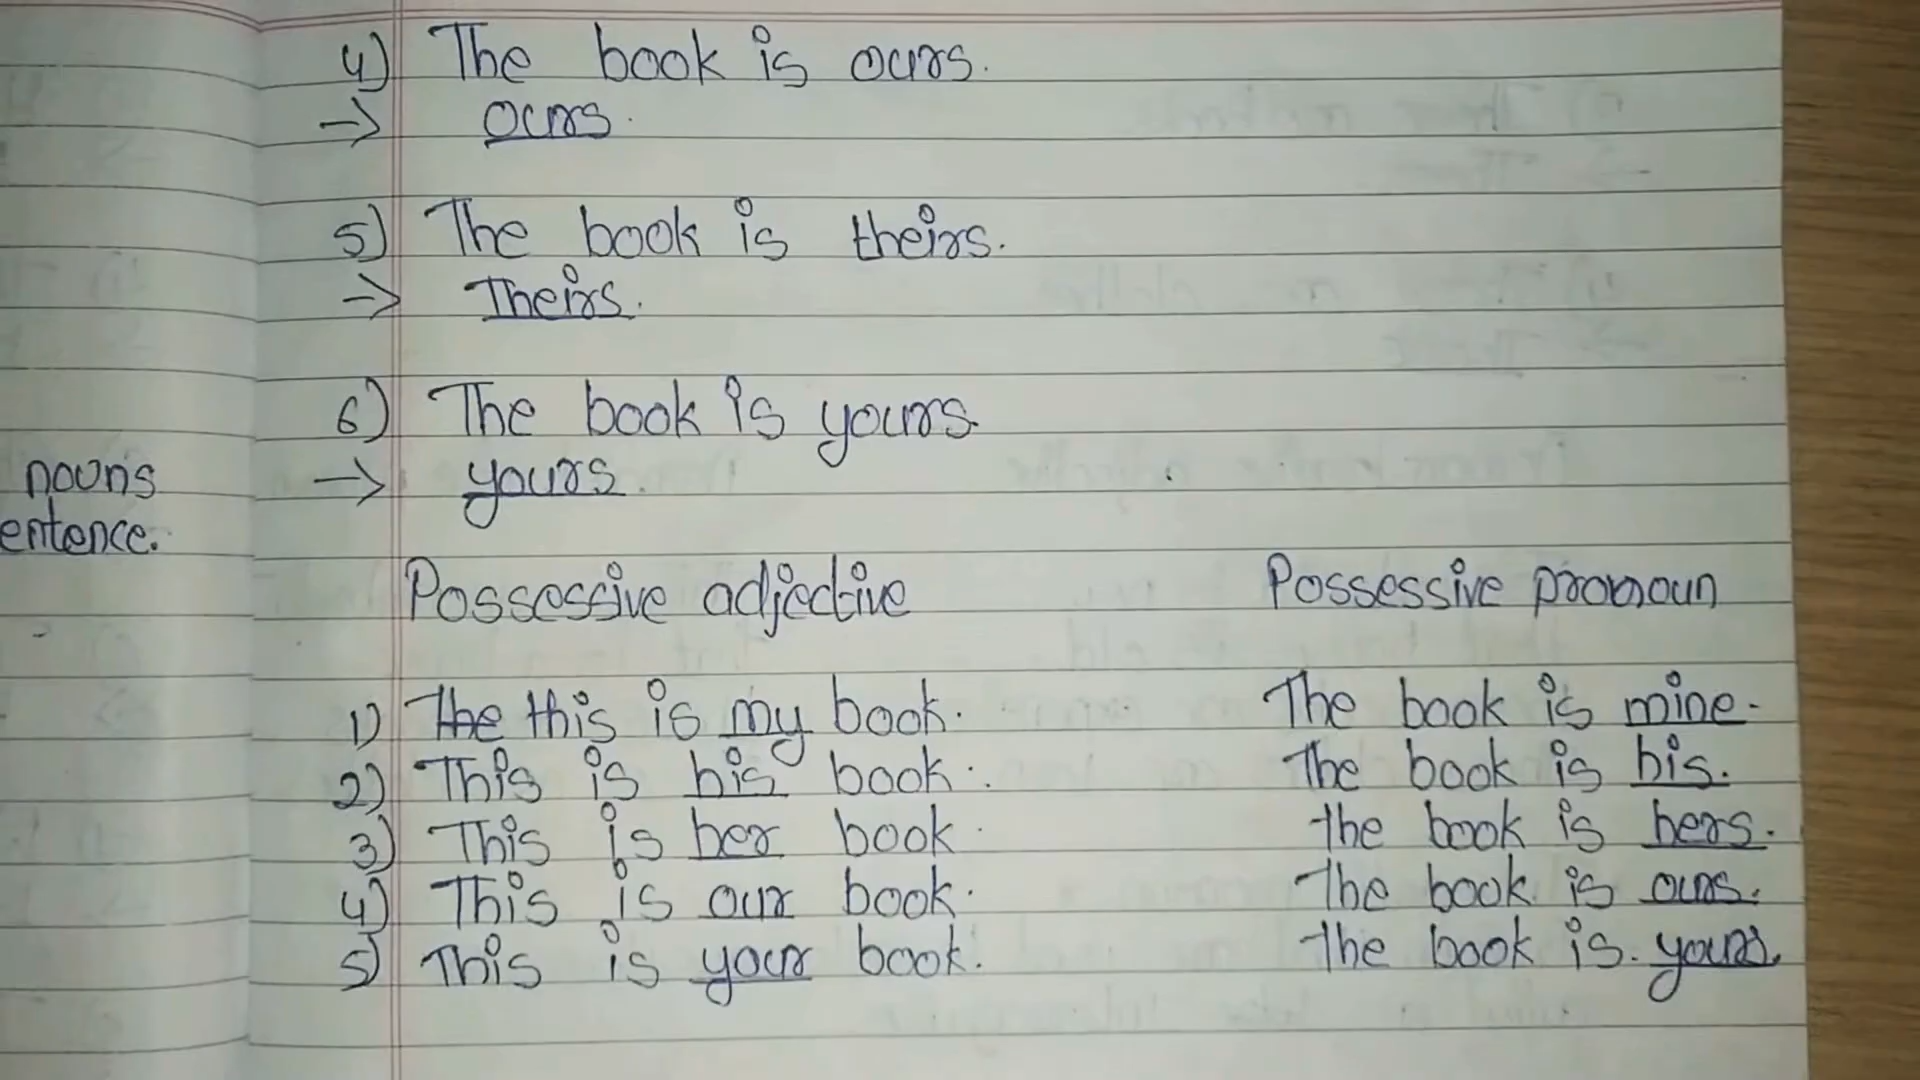 4) The book is ours.
→ ours.
5) The book is theirs.
→ Theirs.
6) The book is yours.
→ yours.
nouns
entence.
Possessive adjective Possessive pronoun
1) The this is my book. The book is mine.
2) This is his book. The book is his.
3) This is her book. the book is hers.
4) This is our book. The book is ours.
5) This is your book. the book is. yours.